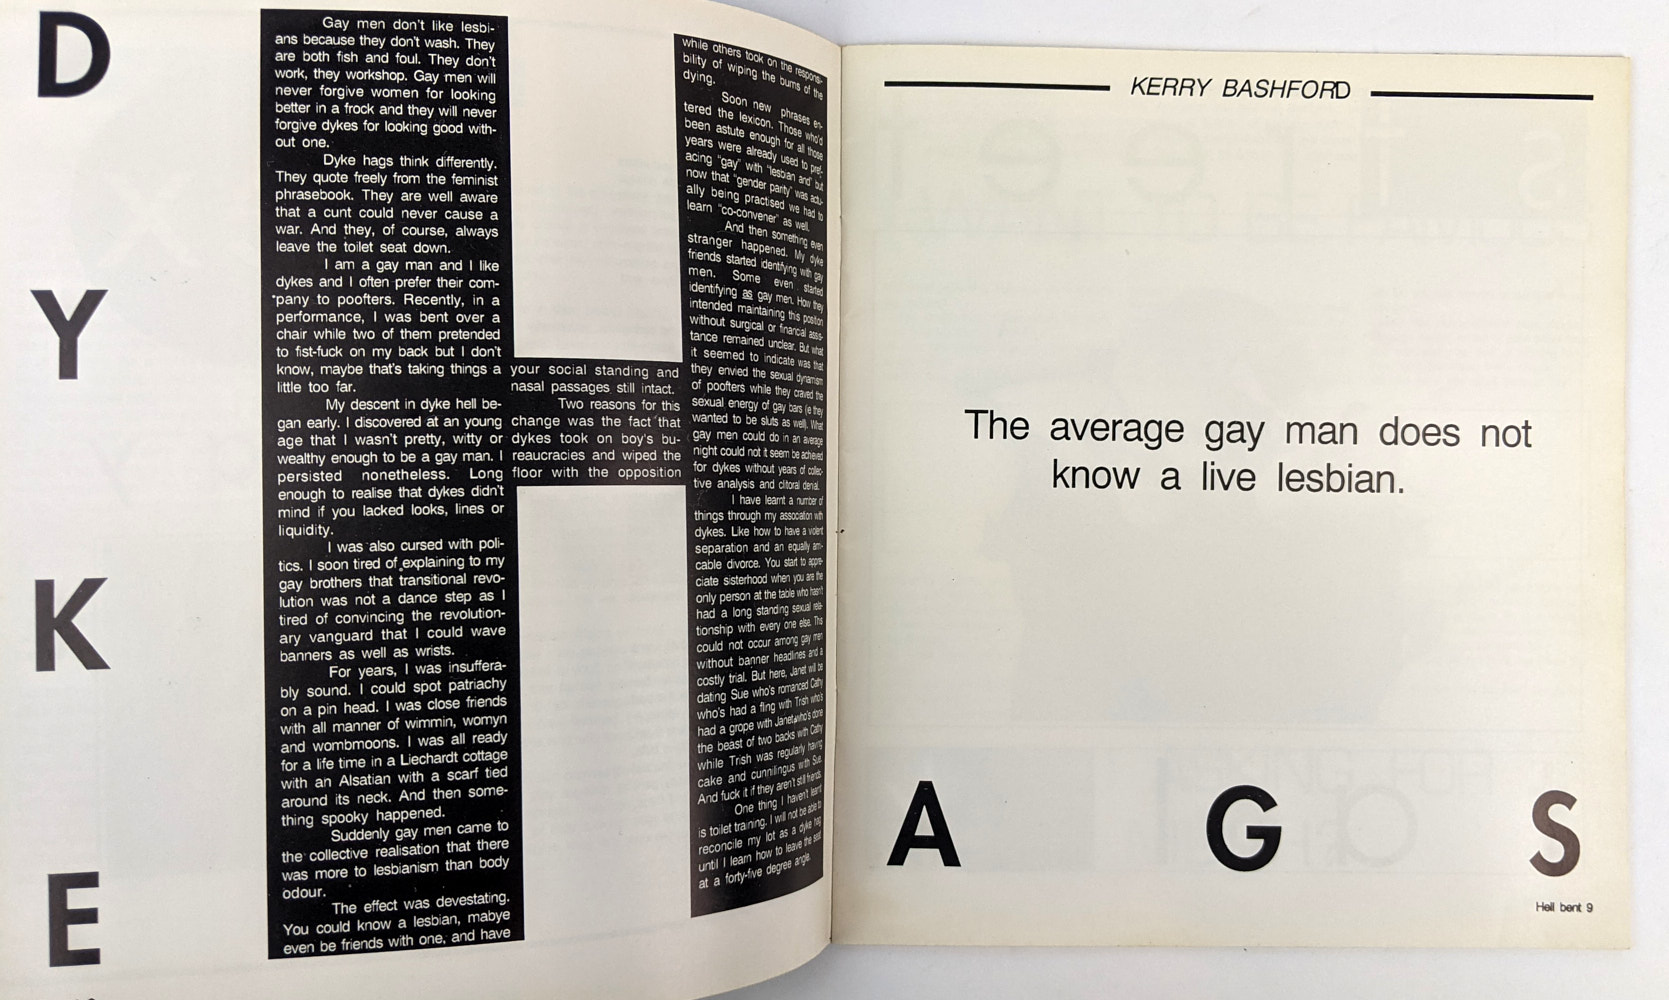 D
Y
K
E
Gay men don't like lesbi-
ans because they don't wash. They
are both fish and foul. They don't
work, they workshop. Gay men will
never forgive women for looking
better in a frock and they will never
forgive dykes for looking good with-
out one.
Dyke hags think differently.
They quote freely from the feminist
phrasebook. They are well aware
that a cunt could never cause a
war. And they, of course, always
leave the toilet seat down.
I am a gay man and I like
dykes and I often prefer their com-
pany to poofters. Recently, in a
performance, I was bent over a
chair while two of them pretended
to fist-fuck on my back but I don't
know, maybe that's taking things a
little too far.
My descent in dyke hell be-
gan early. I discovered at an young
age that I wasn't pretty, witty or
wealthy enough to be a gay man. I
persisted nonetheless. Long
enough to realise that dykes didn't
mind if you lacked looks, lines or
liquidity.
I was also cursed with poli-
tics. I soon tired of explaining to my
gay brothers that transitional revo-
lution was not a dance step as I
tired of convincing the revolution-
ary vanguard that I could wave
banners as well as wrists.
For years, I was insuffera-
bly sound. I could spot patriachy
on a pin head. I was close friends
with all manner of wimmin, womyn
and wombmoons. I was all ready
for a life time in a Liechardt cottage
with an Alsatian with a scarf tied
around its neck. And then some-
thing spooky happened.
Suddenly gay men came to
the collective realisation that there
was more to lesbianism than body
odour.
The effect was devestating.
You could know a lesbian, mabye
even be friends with one, and have
your social standing and
nasal passages still intact.
Two reasons for this
change was the fact that
dykes took on boy's bu-
reaucracies and wiped the
floor with the opposition
while others took on the respons-
bility of wiping the bums of the
dying.
Soon new phrases en-
tered the lexicon. Those who'd
been astute enough for all those
years were already used to pref-
acing "gay" with "lesbian and" but
now that "gender parity" was actu-
ally being practised we had to
learn "co-convener" as well.
And then something even
stranger happened. My dyke
friends started identifying with gay
men. Some even started
identifying as gay men. How they
intended maintaining this position
without surgical or financial assis-
tance remained unclear. But what
it seemed to indicate was that
they envied the sexual dynamism
of poofters while they craved the
sexual energy of gay bars (ie they
wanted to be sluts as well). What
gay men could do in an average
night could not it seem be achieved
for dykes without years of collec-
tive analysis and clitoral denial.
I have learnt a number of
things through my association with
dykes. Like how to have a violent
separation and an equally ami-
cable divorce. You start to appre-
ciate sisterhood when you are the
only person at the table who hasn't
had a long standing sexual rela-
tionship with every one else. This
could not occur among gay men
without banner headlines and a
costly trial. But here, Janet will be
dating Sue who's romanced Cathy
who's had a fling with Trish who's
had a grope with Janet who's done
the beast of two backs with Cathy
while Trish was regularly having
cake and cunnilingus with Sue.
And fuck it if they aren't still friends.
One thing I haven't learnt
is toilet training. I will not be able to
reconcile my lot as a dyke hag
until I learn how to leave the seat
at a forty-five degree angle.
KERRY BASHFORD
The average gay man does not
know a live lesbian.
A G S
Hell bent 9